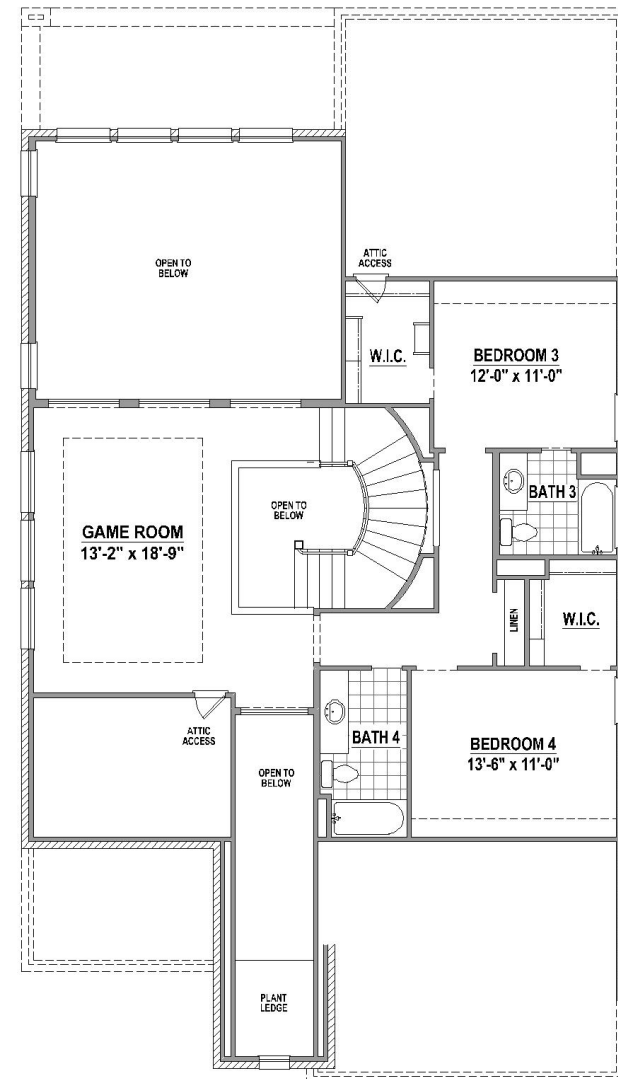 OPEN TO
BELOW
ATTIC
ACCESS
W.I.C.
BEDROOM 3
12'-0" x 11'-0"
BATH 3
OPEN TO
BELOW
GAME ROOM
13'-2" x 18'-9"
LINEN
W.I.C.
ATTIC
ACCESS
BATH 4
BEDROOM 4
13'-6" x 11'-0"
OPEN TO
BELOW
PLANT
LEDGE